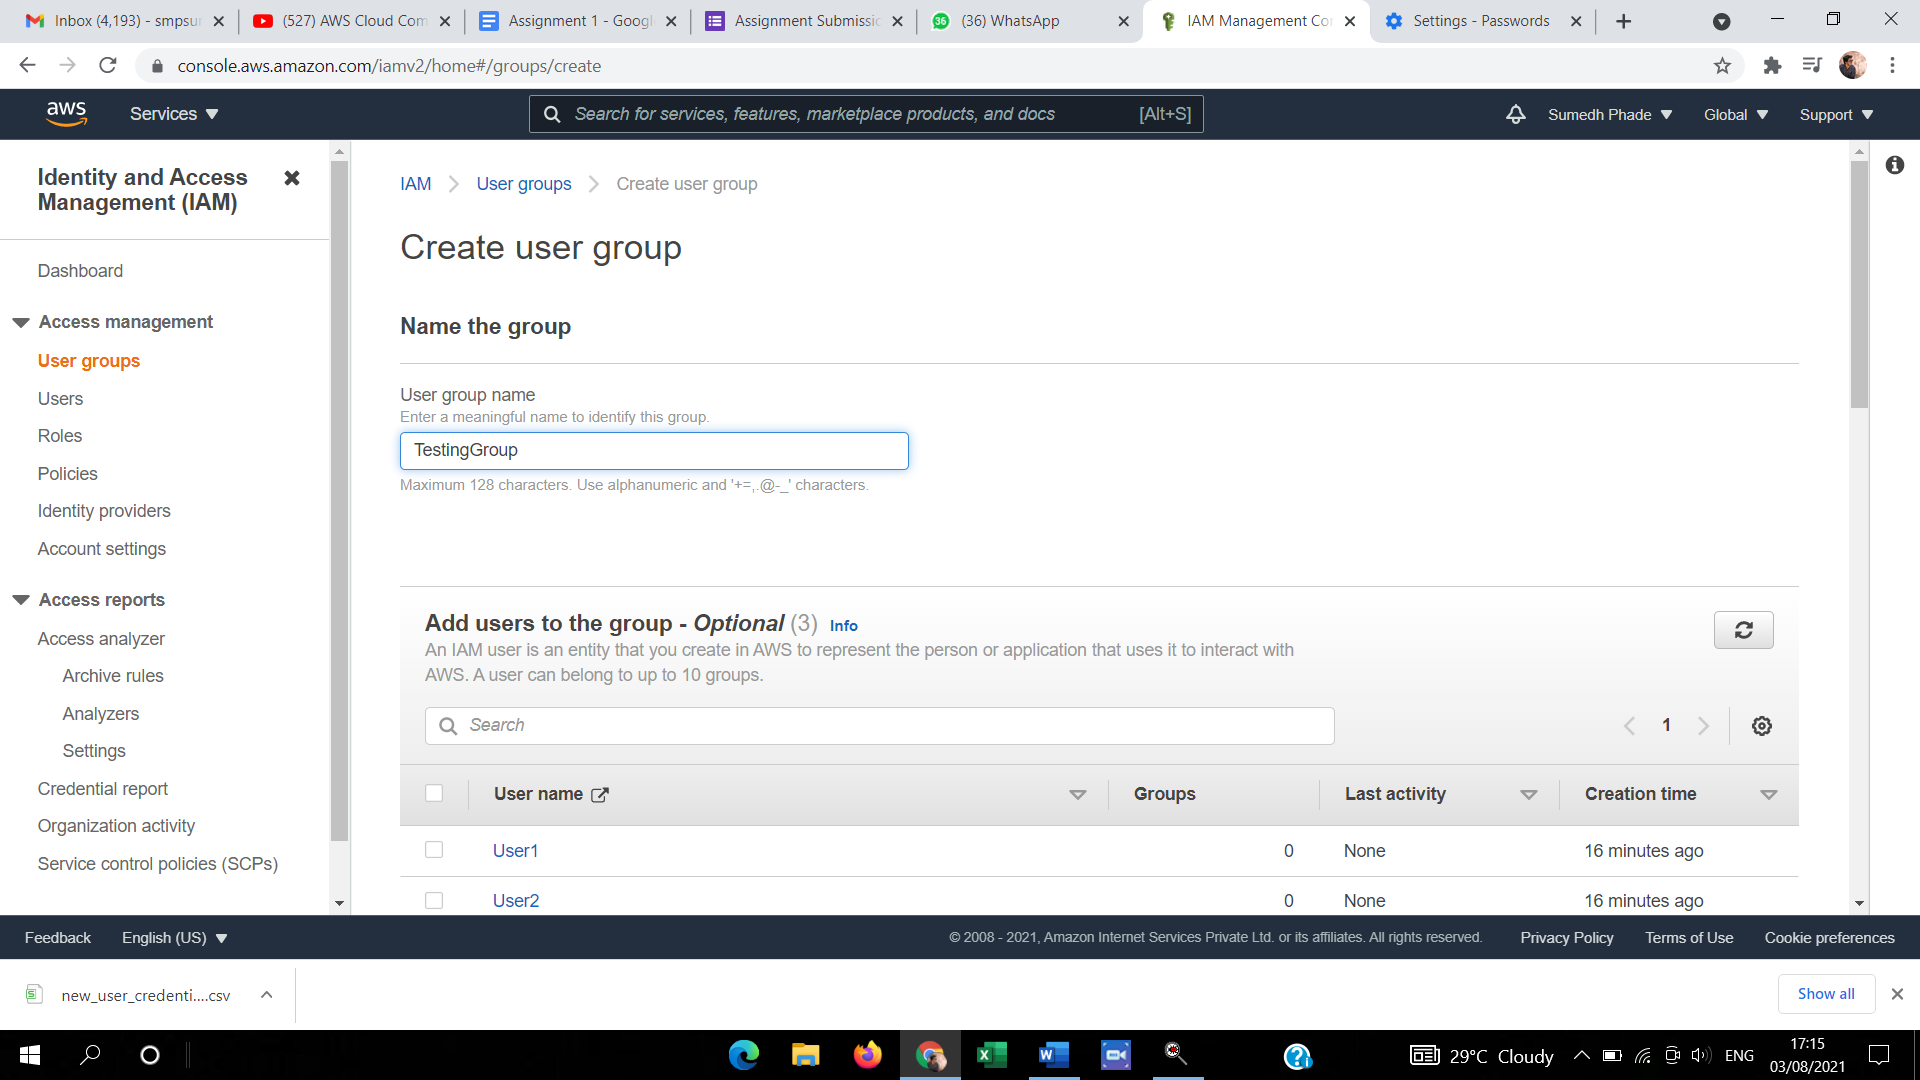 Inbox (4,193) - smpsur
(527) AWS Cloud Com
Assignment 1 - Googl
Assignment Submissio
(36) WhatsApp
IAM Management Con
Settings - Passwords
console.aws.amazon.com/iamv2/home#/groups/create
aws
Services
Search for services, features, marketplace products, and docs
[Alt+S]
Sumedh Phade
Global
Support
Identity and Access
Management (IAM)
Dashboard
Access management
User groups
Users
Roles
Policies
Identity providers
Account settings
Access reports
Access analyzer
Archive rules
Analyzers
Settings
Credential report
Organization activity
Service control policies (SCPs)
IAM
User groups
Create user group
Create user group
Name the group
User group name
Enter a meaningful name to identify this group.
TestingGroup
Maximum 128 characters. Use alphanumeric and '+=,.@-_' characters.
Add users to the group - Optional (3) Info
An IAM user is an entity that you create in AWS to represent the person or application that uses it to interact with
AWS. A user can belong to up to 10 groups.
Search
1
User name
Groups
Last activity
Creation time
User1 0 None 16 minutes ago
User2 0 None 16 minutes ago
Feedback
English (US)
© 2008 - 2021, Amazon Internet Services Private Ltd. or its affiliates. All rights reserved.
Privacy Policy
Terms of Use
Cookie preferences
new_user_credenti....csv
Show all
29°C Cloudy
ENG
17:15
03/08/2021